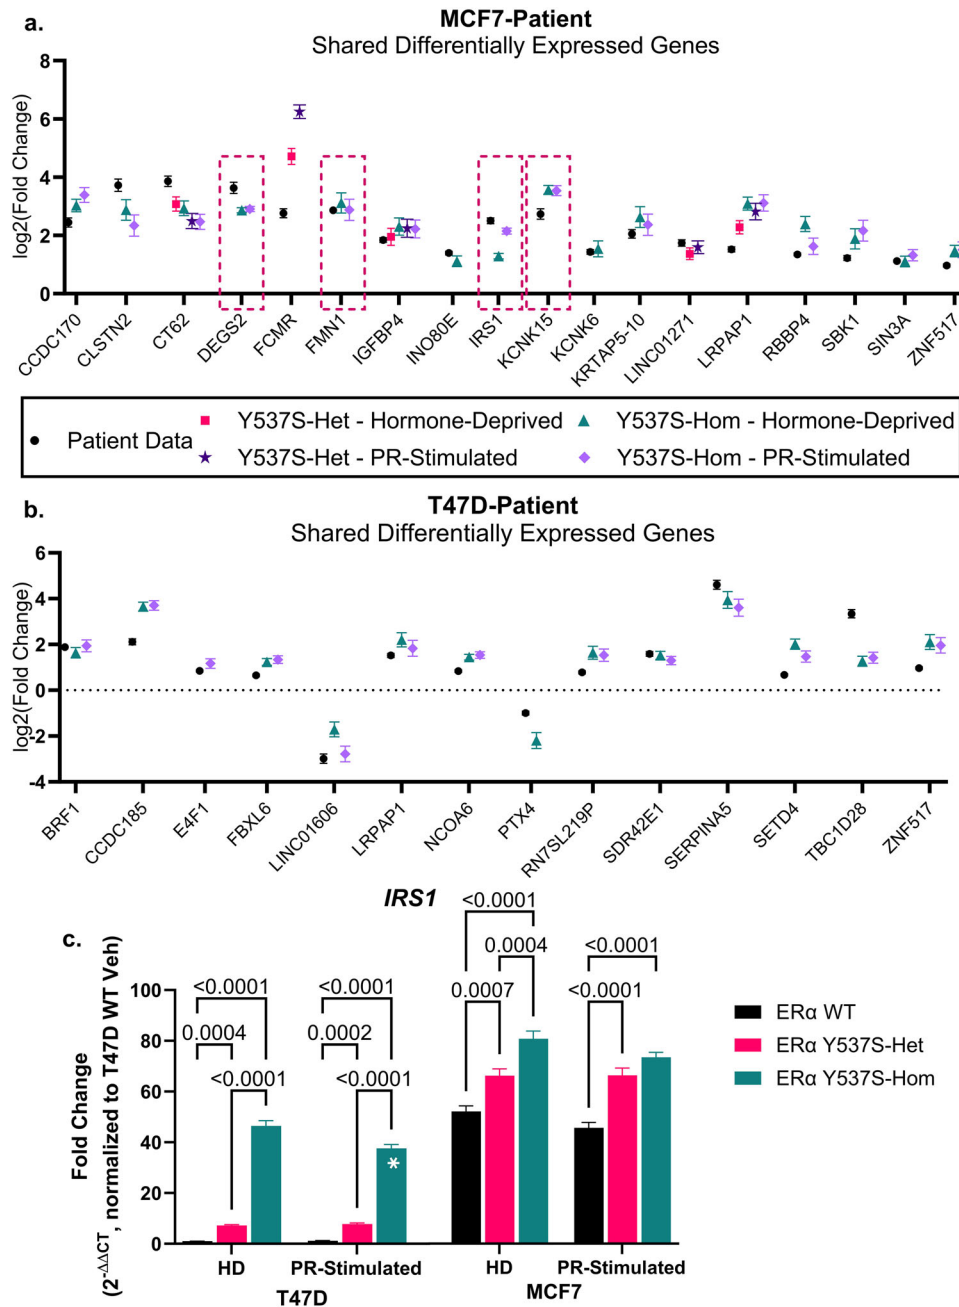 a.
MCF7-Patient
Shared Differentially Expressed Genes
log2(Fold Change)
8
6
4
2
0
CCDC170
CLSTN2
CT62
DEGS2
FCMR
FMN1
IGFBP4
INO80E
IRS1
KCNK15
KCNK6
KRTAP5-10
LINC01271
LRPAP1
RBBP4
SBK1
SIN3A
ZNF517
Patient Data
Y537S-Het - Hormone-Deprived
Y537S-Hom - Hormone-Deprived
Y537S-Het - PR-Stimulated
Y537S-Hom - PR-Stimulated
b.
T47D-Patient
Shared Differentially Expressed Genes
log2(Fold Change)
6
4
2
0
-2
-4
BRF1
CCDC185
E4F1
FBXL6
LINC01606
LRPAP1
NCOA6
PTX4
RN7SL219P
SDR42E1
SERPINA5
SETD4
TBC1D28
ZNF517
c.
IRS1
Fold Change
(2^-ΔΔCT, normalized to T47D WT Veh)
100
80
60
40
20
0
<0.0001
0.0004
<0.0001
<0.0001
0.0002
<0.0001
<0.0001
0.0004
0.0007
<0.0001
<0.0001
*
HD
PR-Stimulated
HD
PR-Stimulated
T47D
MCF7
ERα WT
ERα Y537S-Het
ERα Y537S-Hom